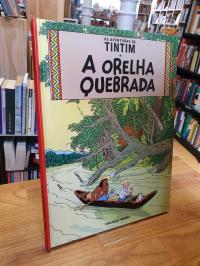 AS AVENTURAS DE
TINTIM
A ORELHA
QUEBRADA